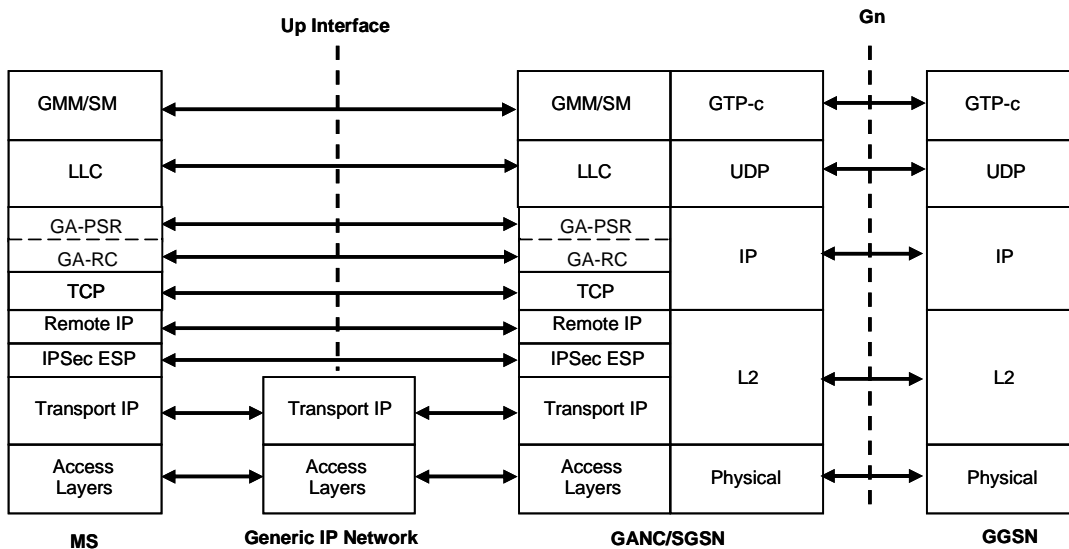 Up Interface
Gn
GMM/SM
GMM/SM
GTP-c
GTP-c
LLC
LLC
UDP
UDP
GA-PSR
GA-PSR
GA-RC
GA-RC
IP
IP
TCP
TCP
Remote IP
Remote IP
IPSec ESP
IPSec ESP
L2
L2
Transport IP
Transport IP
Transport IP
Access
Layers
Access
Layers
Access
Layers
Physical
Physical
MS
Generic IP Network
GANC/SGSN
GGSN